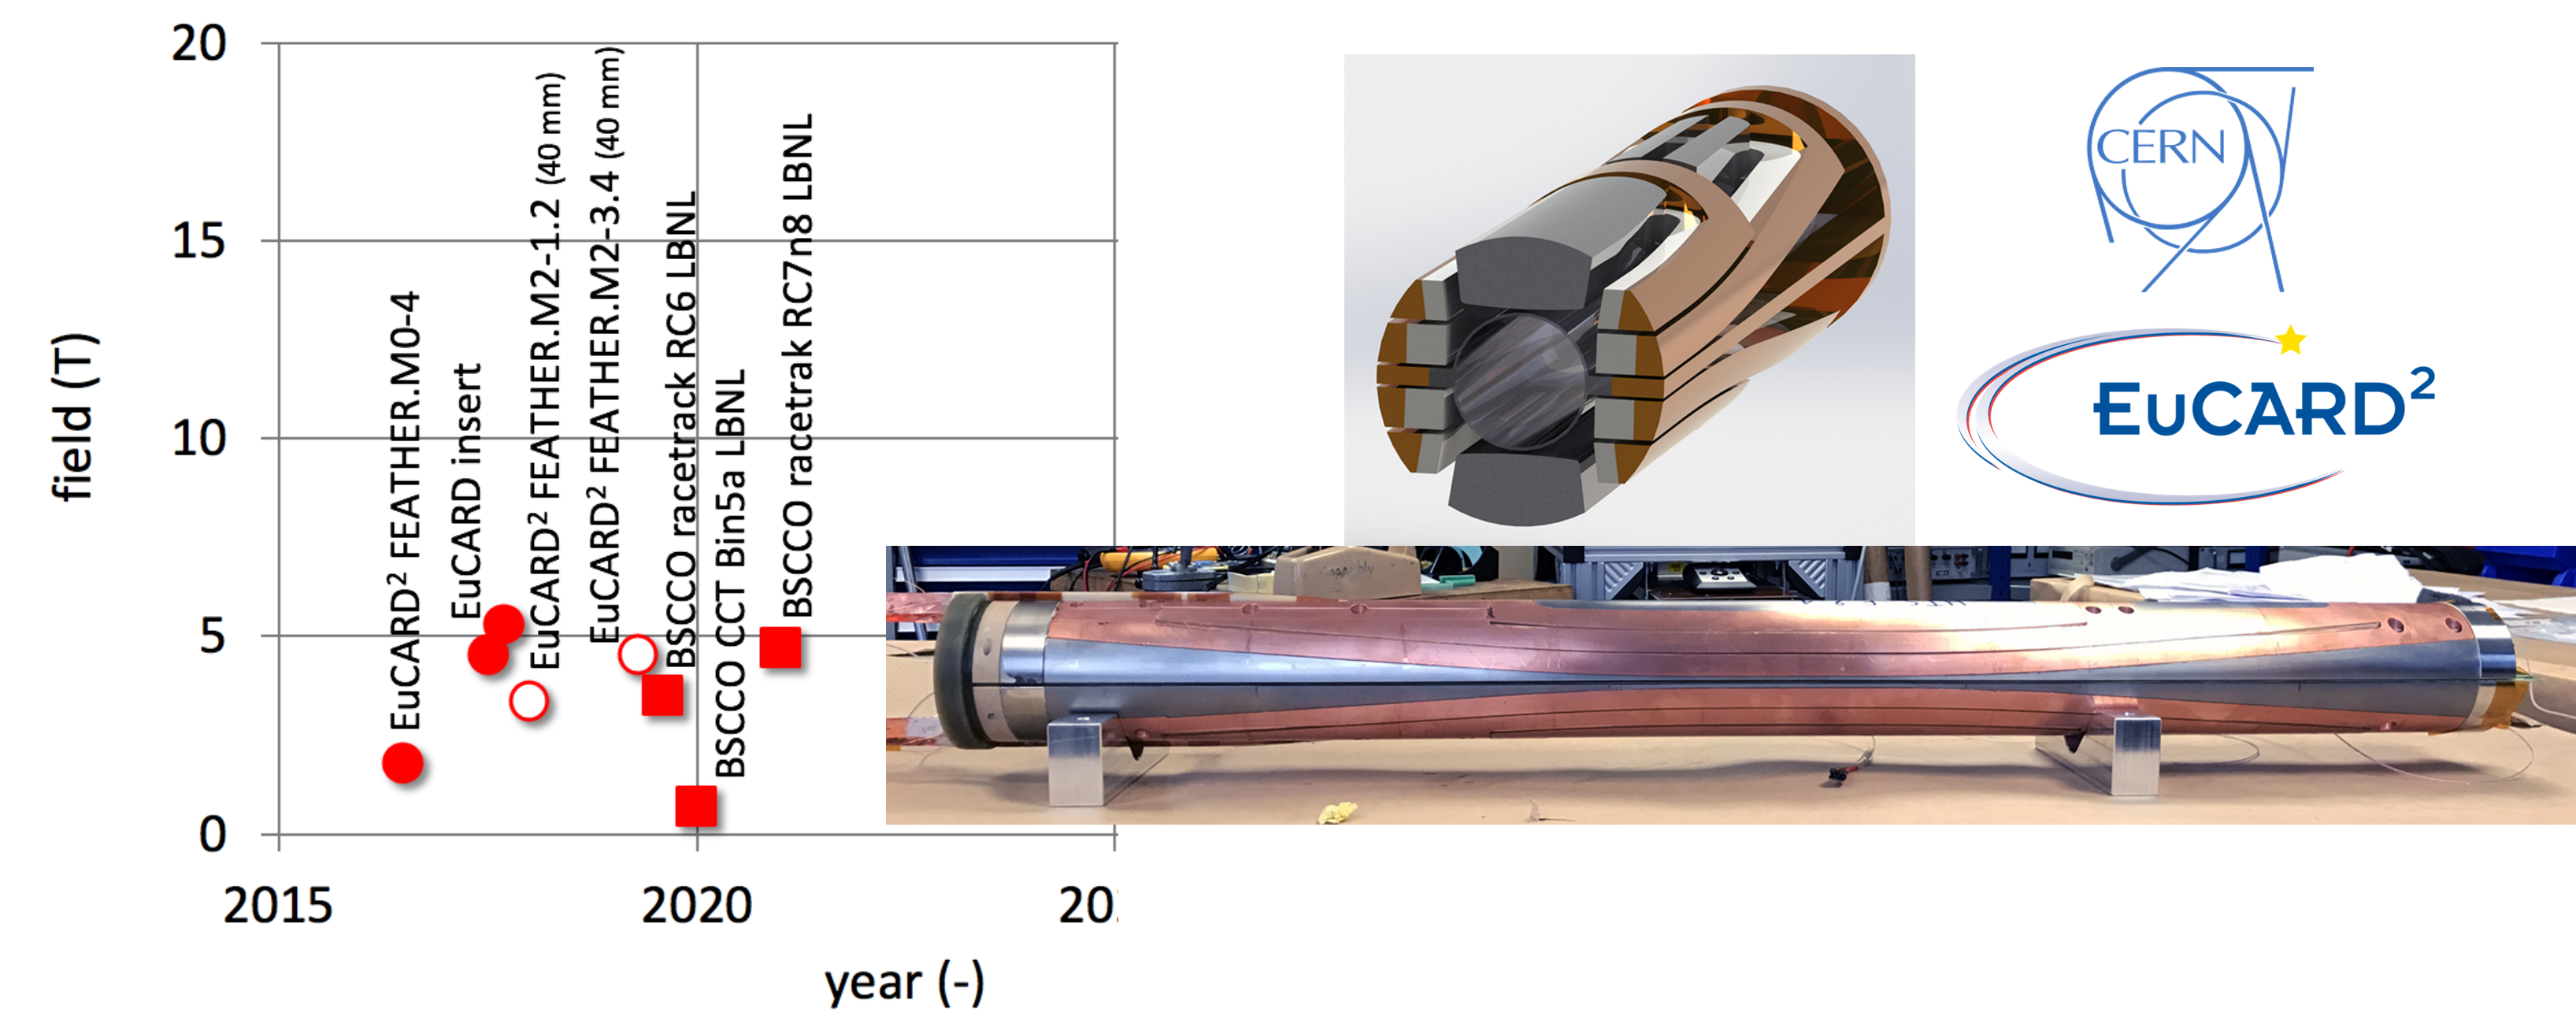 20
15
10
5
0
field (T)
EuCARD² FEATHER.M0-4
EuCARD insert
EuCARD² FEATHER.M2-1.2 (40 mm)
EuCARD² FEATHER.M2-3.4 (40 mm)
BSCCO racetrack RC6 LBNL
BSCCO CCT Bin5a LBNL
BSCCO racetrak RC7n8 LBNL
2015
2020
20
year (-)
CERN
EuCARD²